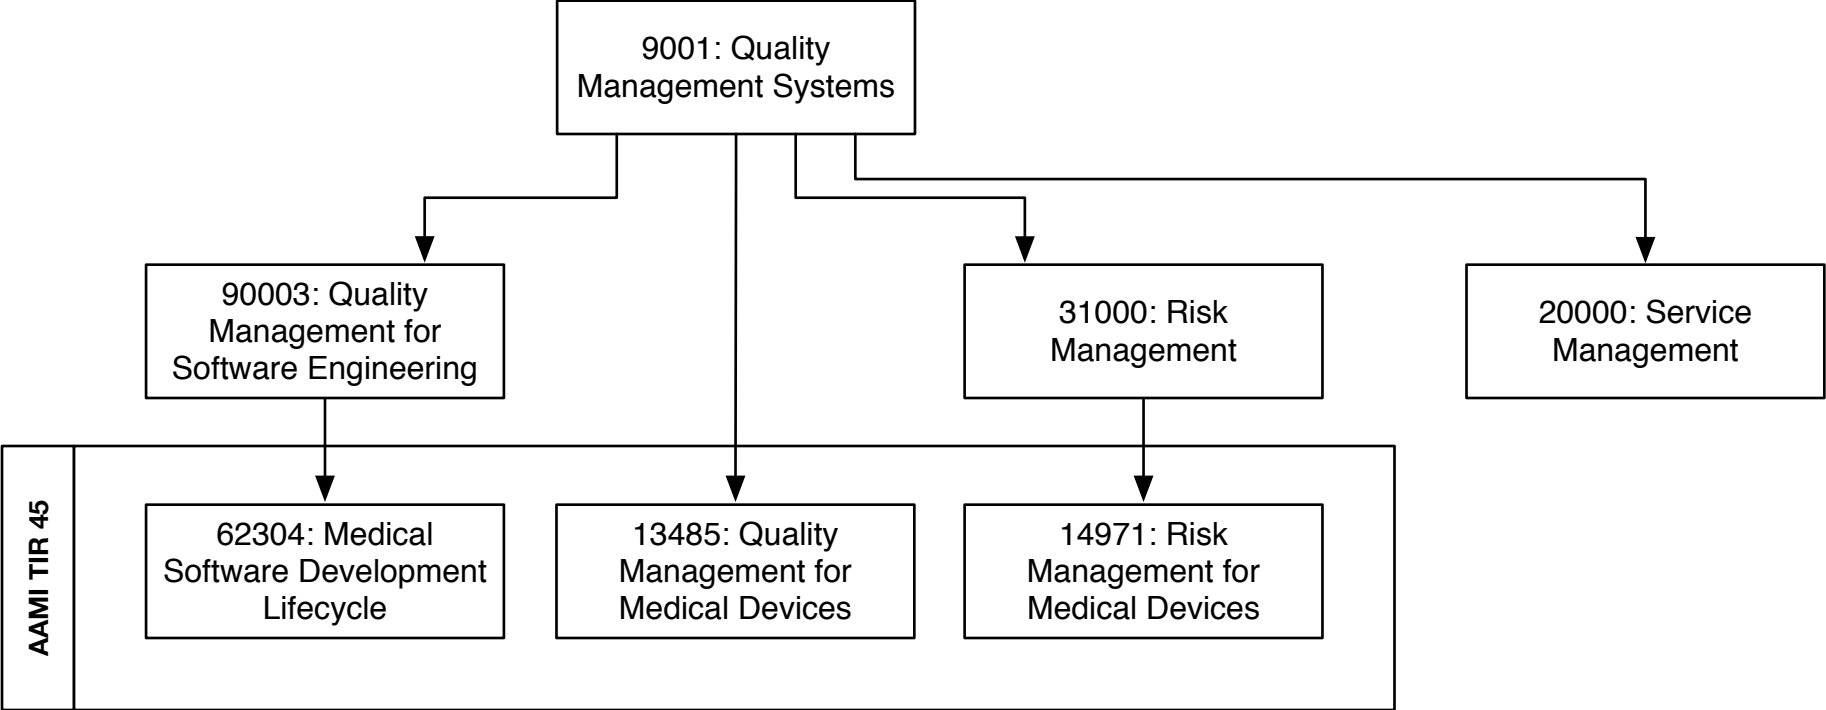 9001: Quality
Management Systems
90003: Quality
Management for
Software Engineering
31000: Risk
Management
20000: Service
Management
AAMI TIR 45
62304: Medical
Software Development
Lifecycle
13485: Quality
Management for
Medical Devices
14971: Risk
Management for
Medical Devices